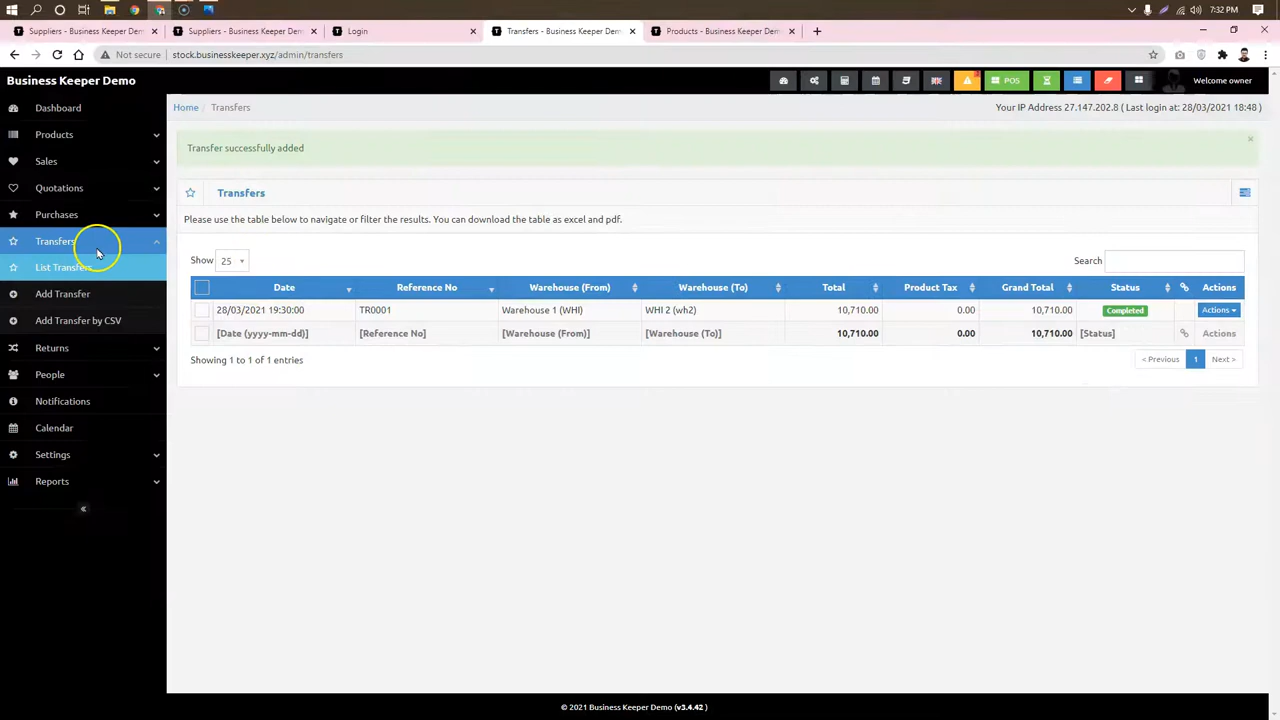 7:32 PM
Suppliers - Business Keeper Demo
Suppliers - Business Keeper Demo
Login
Transfers - Business Keeper Demo
Products - Business Keeper Demo
Not secure
stock.businesskeeper.xyz/admin/transfers
Business Keeper Demo
POS
Welcome owner
Dashboard
Products
Sales
Quotations
Purchases
Transfers
List Transfers
Add Transfer
Add Transfer by CSV
Returns
People
Notifications
Calendar
Settings
Reports
Home / Transfers
Your IP Address 27.147.202.8 ( Last login at: 28/03/2021 18:48 )
Transfer successfully added
×
Transfers
Please use the table below to navigate or filter the results. You can download the table as excel and pdf.
Show 25
Search
Date Reference No Warehouse (From) Warehouse (To) Total Product Tax Grand Total Status Actions
28/03/2021 19:30:00 TR0001 Warehouse 1 (WHI) WHI 2 (wh2) 10,710.00 0.00 10,710.00 Completed Actions
[Date (yyyy-mm-dd)] [Reference No] [Warehouse (From)] [Warehouse (To)] 10,710.00 0.00 10,710.00 [Status] Actions
Showing 1 to 1 of 1 entries
< Previous 1 Next >
© 2021 Business Keeper Demo (v3.4.42 )